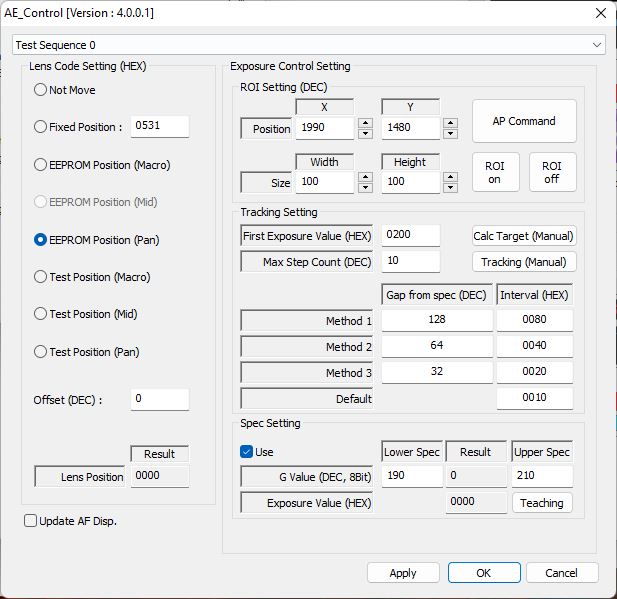 AE_Control [Version : 4.0.0.1]
Test Sequence 0
Lens Code Setting (HEX)
Not Move
Fixed Position : 0531
EEPROM Position (Macro)
EEPROM Position (Mid)
EEPROM Position (Pan)
Test Position (Macro)
Test Position (Mid)
Test Position (Pan)
Offset (DEC) : 0
Result
Lens Position 0000
Update AF Disp.
Exposure Control Setting
ROI Setting (DEC)
X Y
Position 1990 1480
AP Command
Width Height
Size 100 100
ROI on
ROI off
Tracking Setting
First Exposure Value (HEX) 0200 Calc Target (Manual)
Max Step Count (DEC) 10 Tracking (Manual)
Gap from spec (DEC) Interval (HEX)
Method 1 128 0080
Method 2 64 0040
Method 3 32 0020
Default 0010
Spec Setting
Use Lower Spec Result Upper Spec
G Value (DEC, 8Bit) 190 0 210
Exposure Value (HEX) 0000 Teaching
Apply OK Cancel